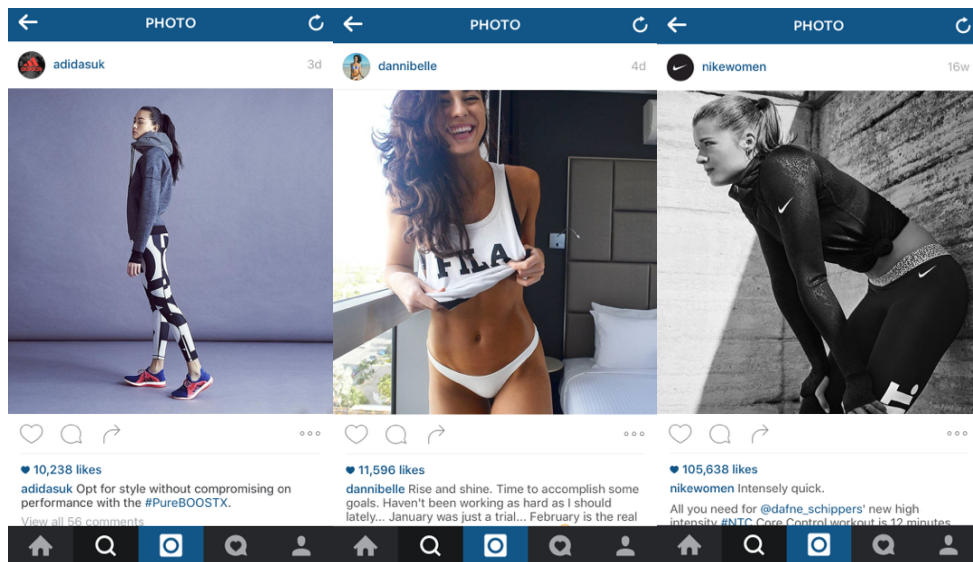 PHOTO
adidasuk 3d
10,238 likes
adidasuk Opt for style without compromising on
performance with the #PureBOOSTX.
View all 56 comments
PHOTO
dannibelle 4d
FILA
11,596 likes
dannibelle Rise and shine. Time to accomplish some
goals. Haven't been working as hard as I should
lately... January was just a trial... February is the real
PHOTO
nikewomen 16w
105,638 likes
nikewomen Intensely quick.
All you need for @dafne_schippers' new high
intensity #NTC Core Control workout is 12 minutes